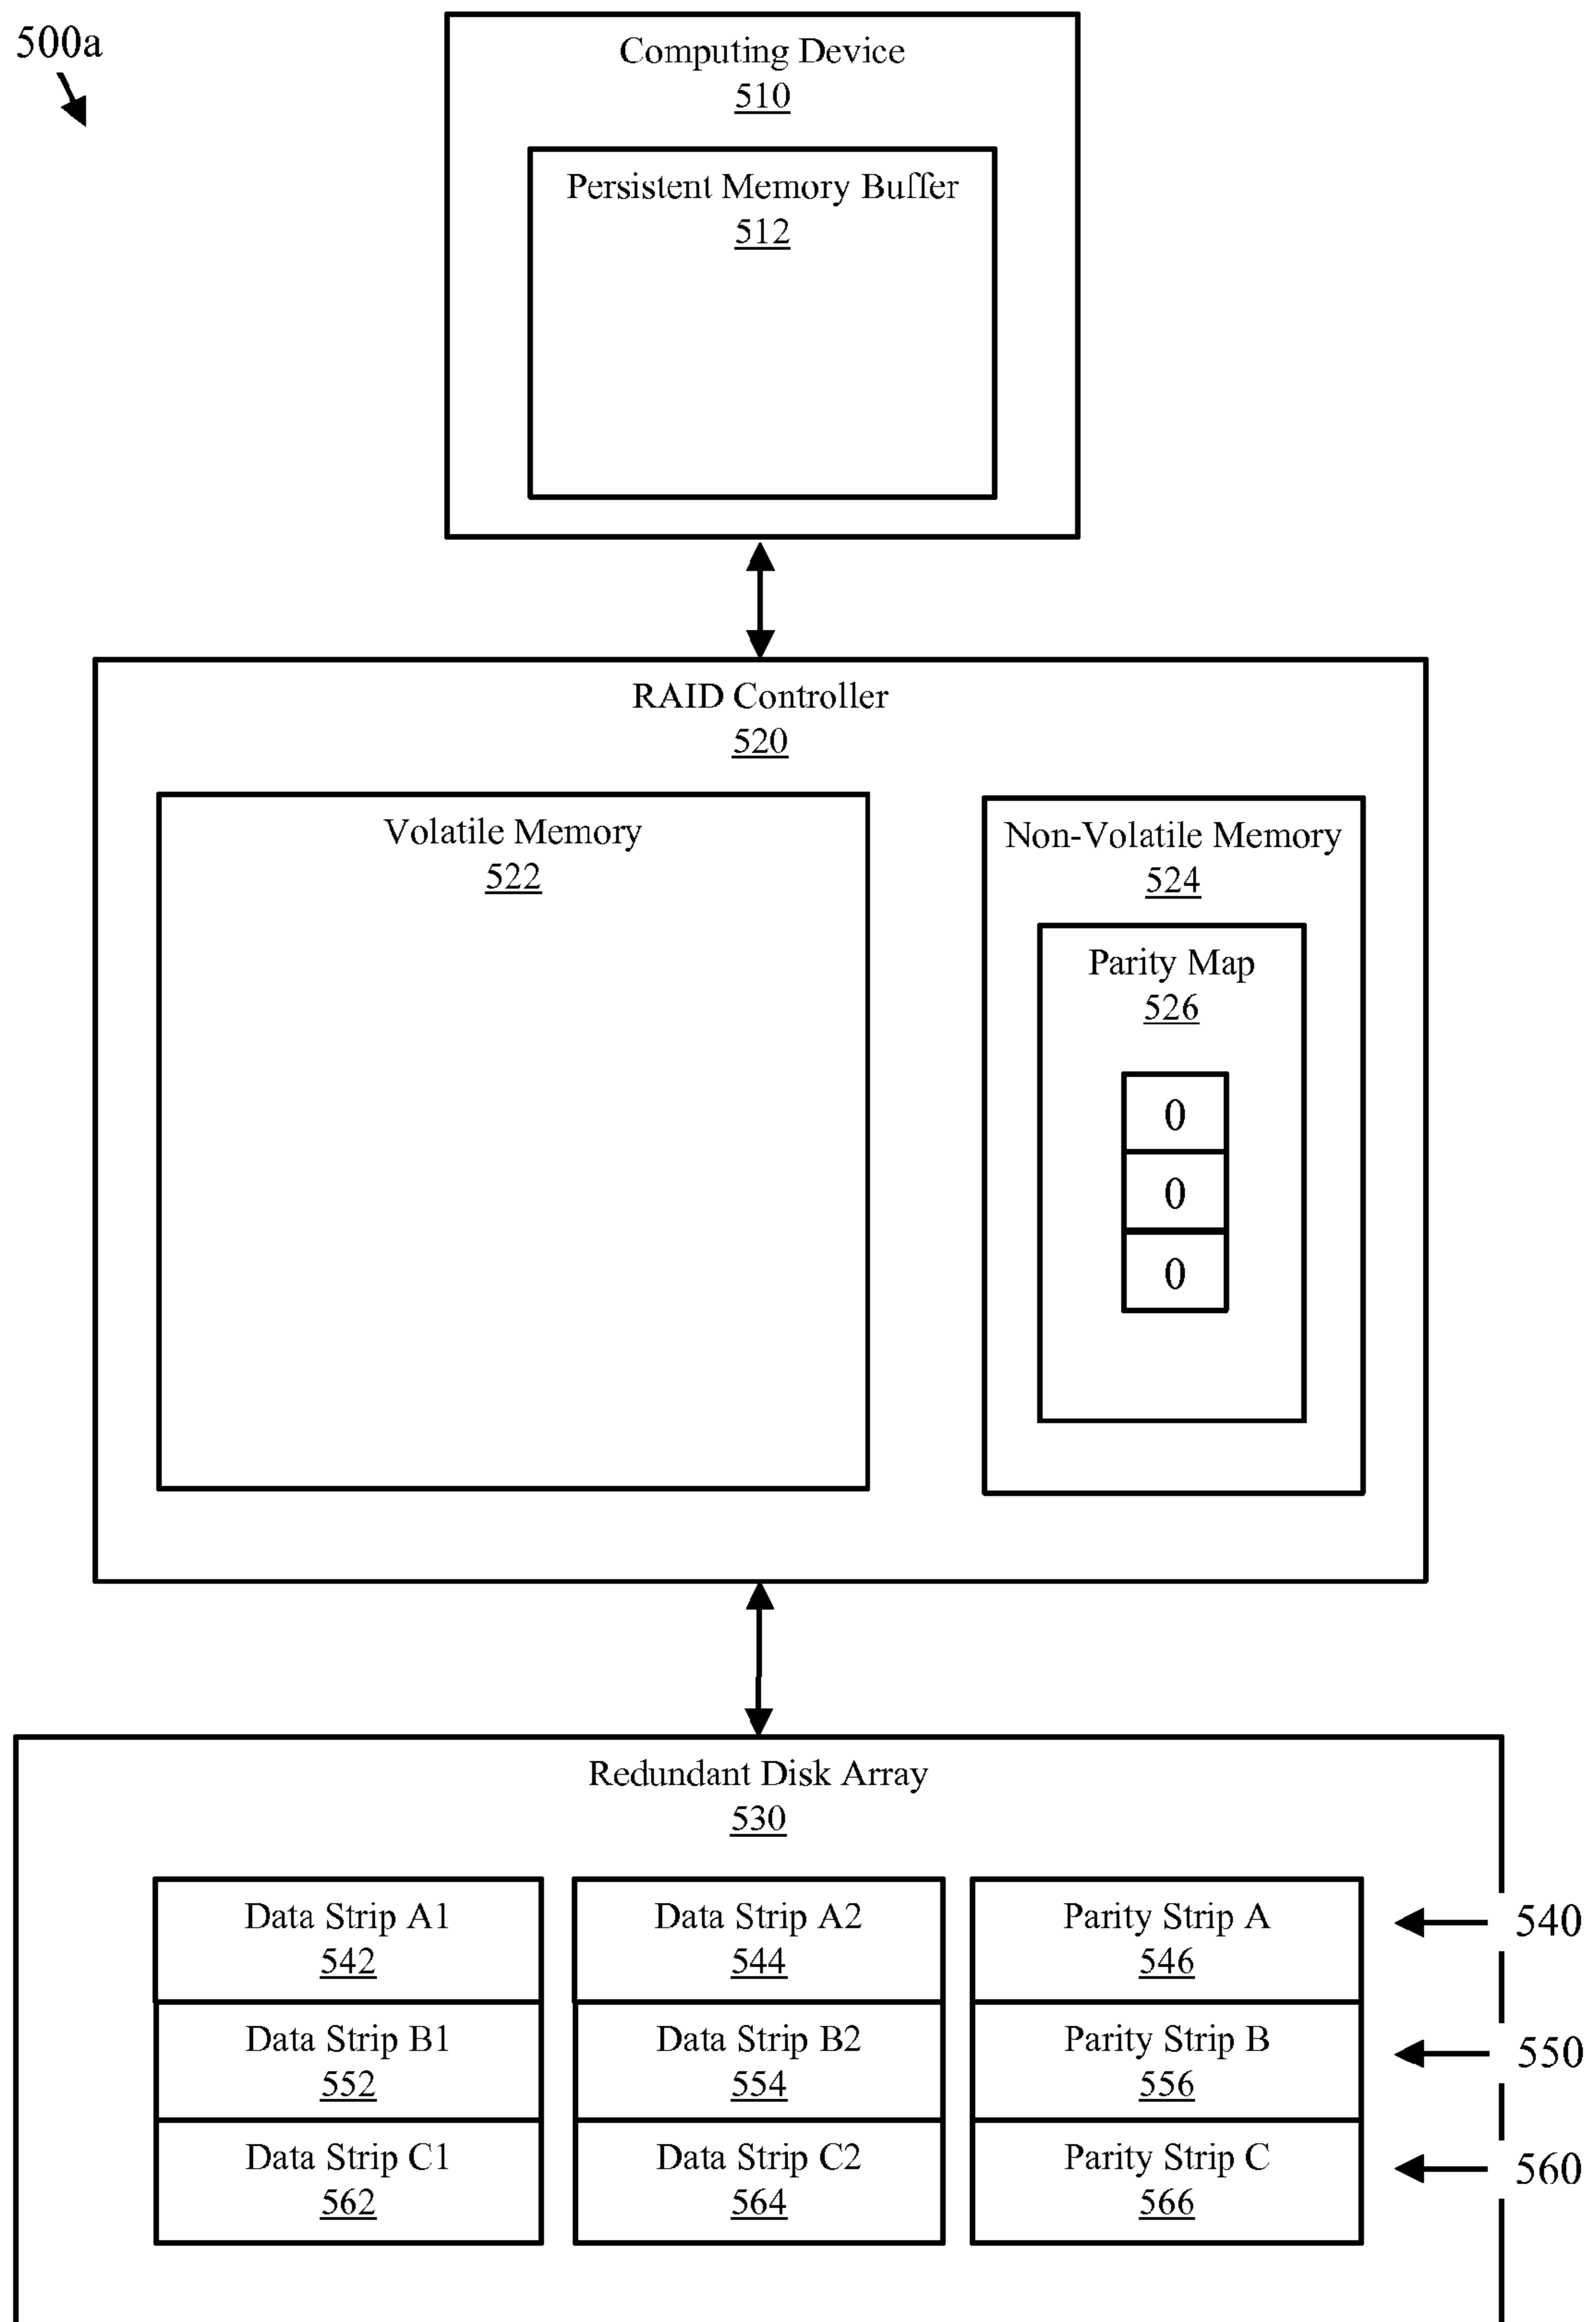 500a
Computing Device
510
Persistent Memory Buffer
512
RAID Controller
520
Volatile Memory
522
Non-Volatile Memory
524
Parity Map
526
0
0
0
Redundant Disk Array
530
Data Strip A1
542
Data Strip A2
544
Parity Strip A
546
540
Data Strip B1
552
Data Strip B2
554
Parity Strip B
556
550
Data Strip C1
562
Data Strip C2
564
Parity Strip C
566
560